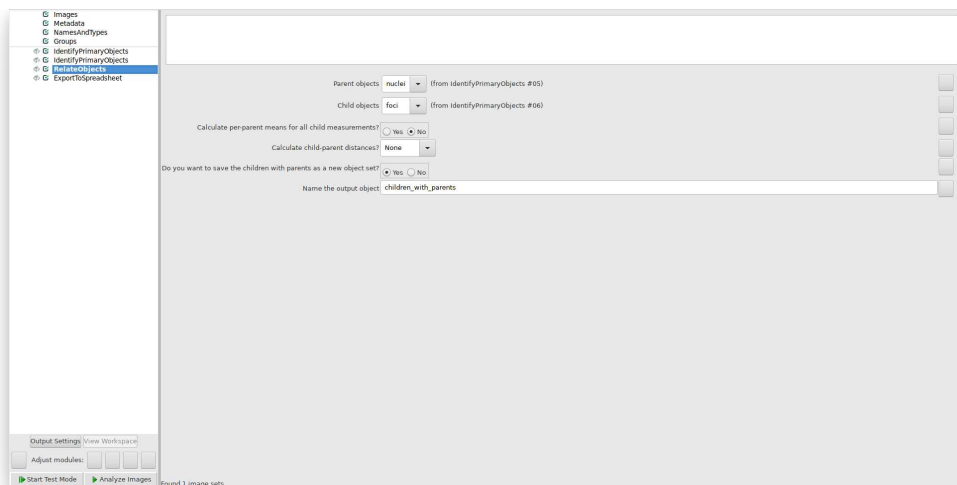 Images
Metadata
NamesAndTypes
Groups
IdentifyPrimaryObjects
IdentifyPrimaryObjects
RelateObjects
ExportToSpreadsheet
Parent objects nuclei (from IdentifyPrimaryObjects #05)
Child objects foci (from IdentifyPrimaryObjects #06)
Calculate per-parent means for all child measurements? Yes No
Calculate child-parent distances? None
Do you want to save the children with parents as a new object set? Yes No
Name the output object children_with_parents
Output Settings View Workspace
Adjust modules:
Start Test Mode Analyze Images
Found 1 image sets